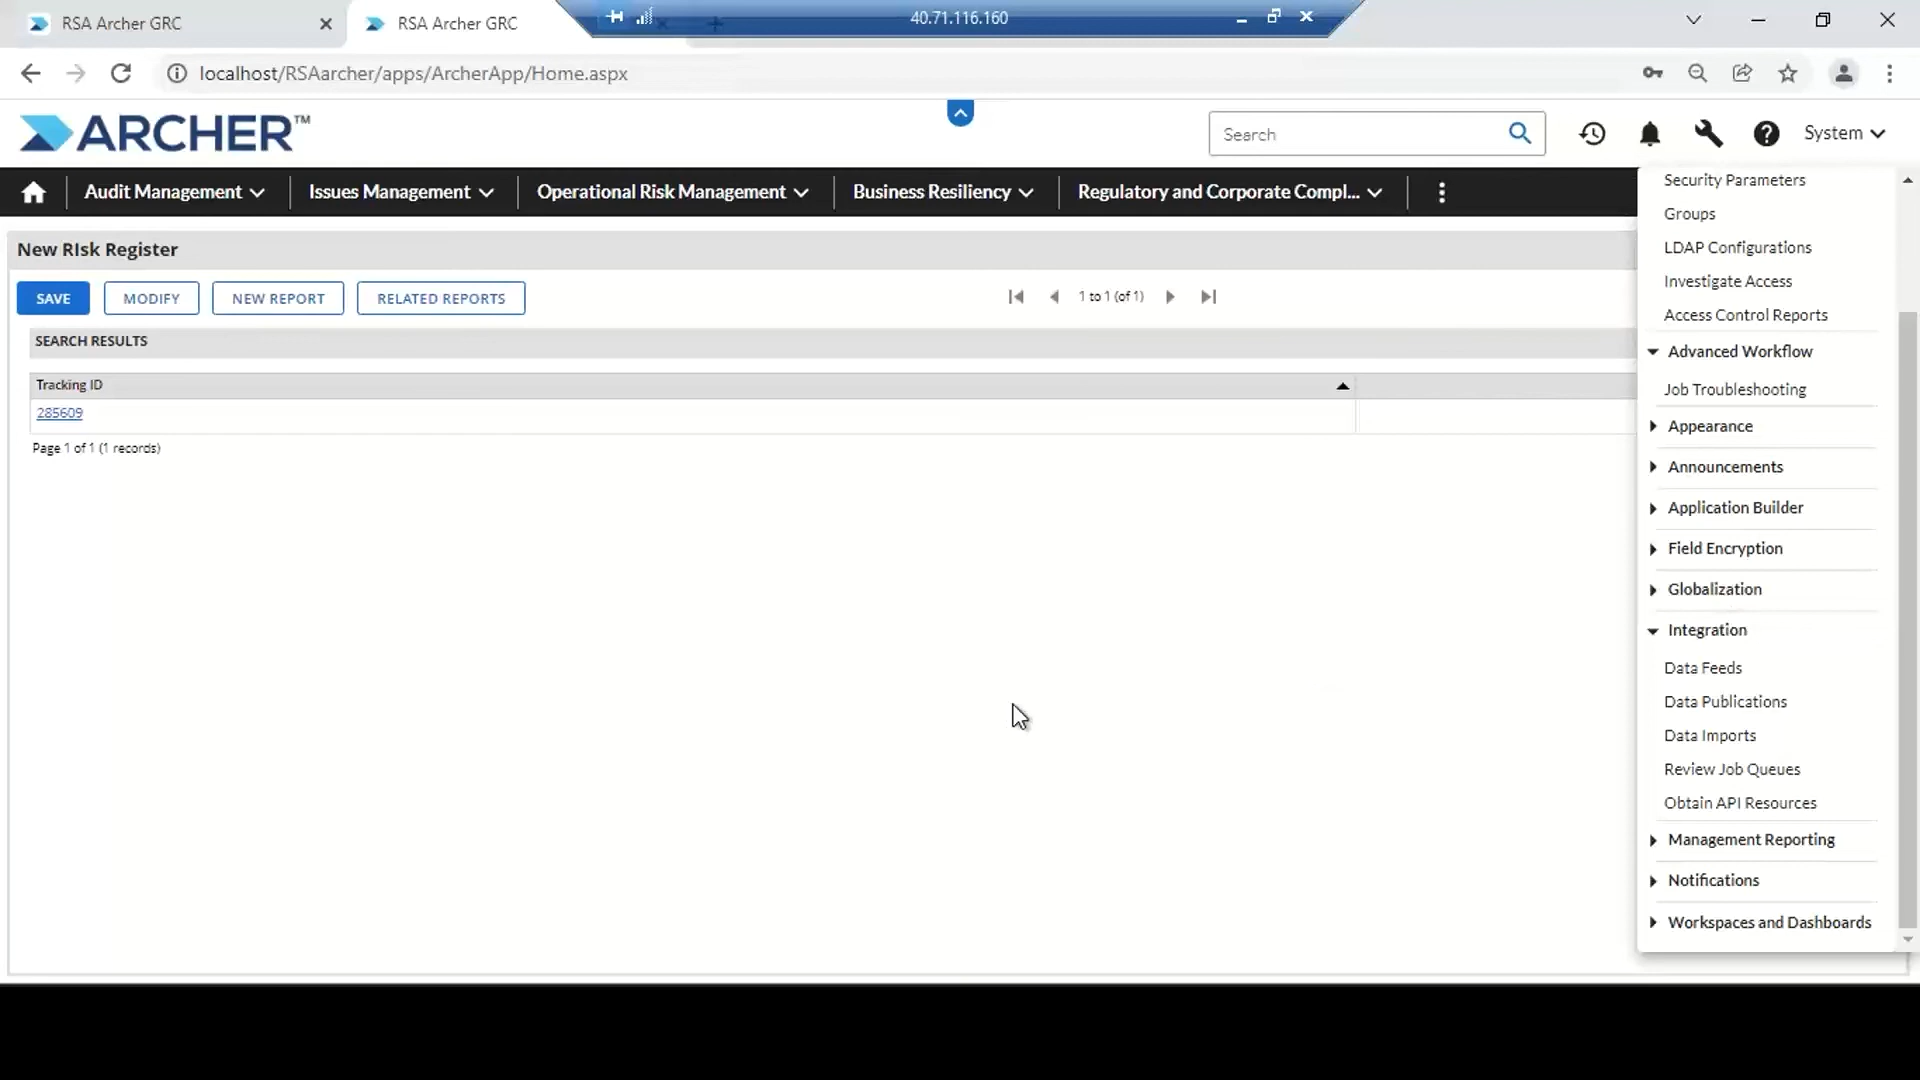 RSA Archer GRC
RSA Archer GRC
40.71.116.160
localhost/RSAarcher/apps/ArcherApp/Home.aspx
ARCHER™
Search
System
Audit Management
Issues Management
Operational Risk Management
Business Resiliency
Regulatory and Corporate Compl...
New RIsk Register
SAVE
MODIFY
NEW REPORT
RELATED REPORTS
1 to 1 (of 1)
SEARCH RESULTS
Tracking ID
285609
Page 1 of 1 (1 records)
Security Parameters
Groups
LDAP Configurations
Investigate Access
Access Control Reports
Advanced Workflow
Job Troubleshooting
Appearance
Announcements
Application Builder
Field Encryption
Globalization
Integration
Data Feeds
Data Publications
Data Imports
Review Job Queues
Obtain API Resources
Management Reporting
Notifications
Workspaces and Dashboards